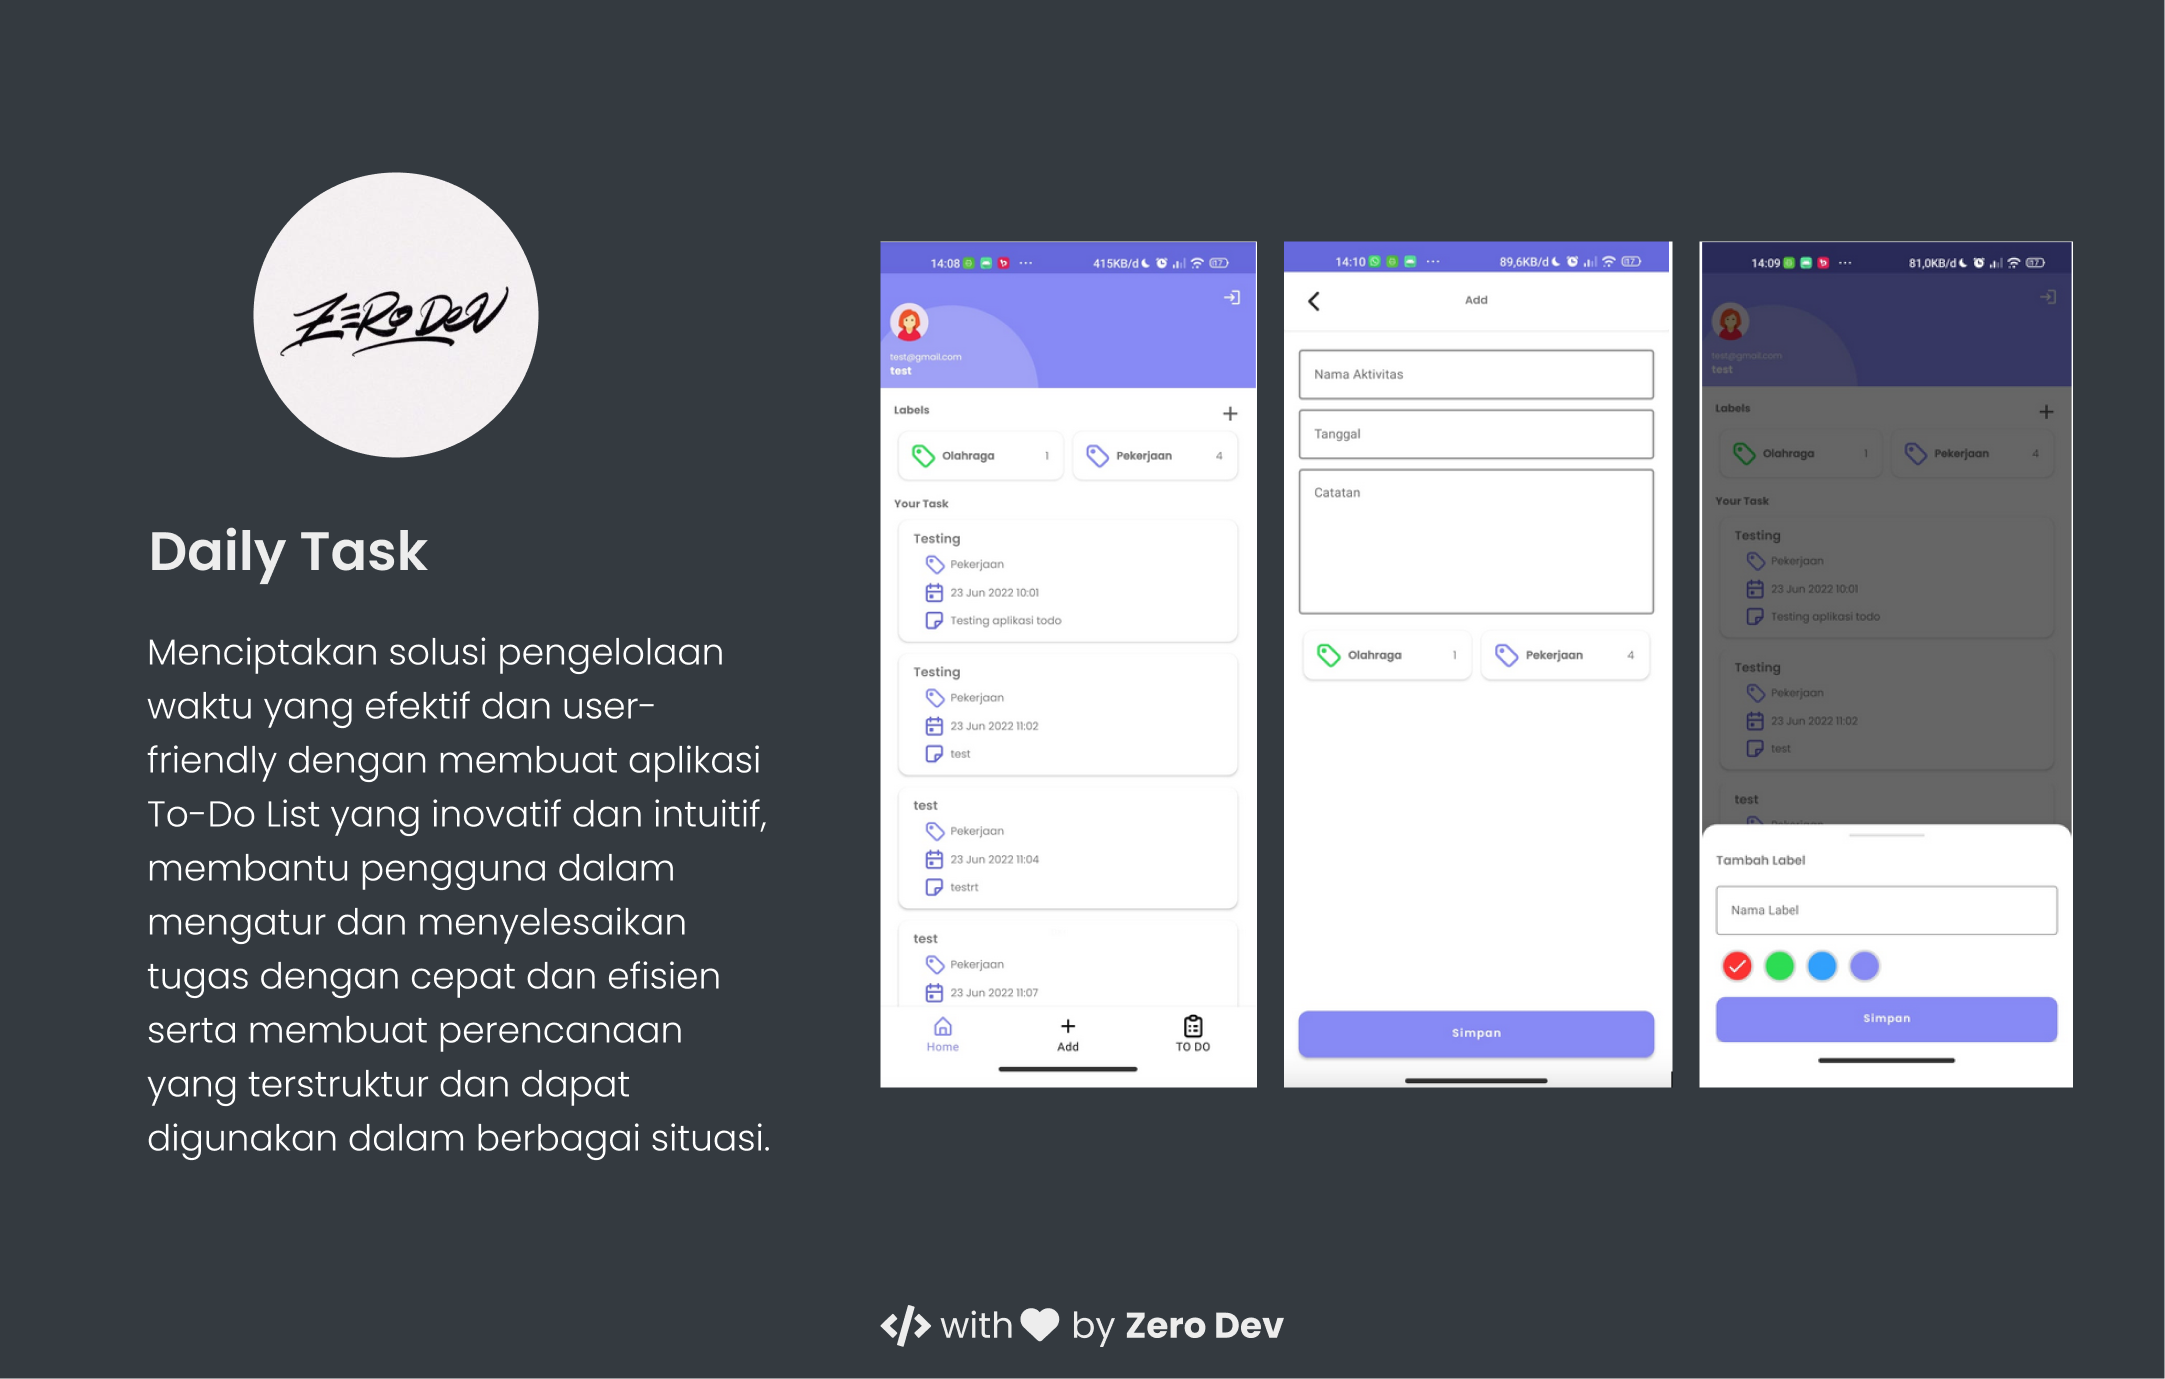 ZERO DEV
Daily Task
Menciptakan solusi pengelolaan
waktu yang efektif dan user-
friendly dengan membuat aplikasi
To-Do List yang inovatif dan intuitif,
membantu pengguna dalam
mengatur dan menyelesaikan
tugas dengan cepat dan efisien
serta membuat perencanaan
yang terstruktur dan dapat
digunakan dalam berbagai situasi.
14:08 ... 415KB/d 17
test@gmail.com
test
Labels +
Olahraga 1 Pekerjaan 4
Your Task
Testing
Pekerjaan
23 Jun 2022 10:01
Testing aplikasi todo
Testing
Pekerjaan
23 Jun 2022 11:02
test
test
Pekerjaan
23 Jun 2022 11:04
testrt
test
Pekerjaan
23 Jun 2022 11:07
Home Add TO DO
14:10 ... 89,6KB/d 17
Add
Nama Aktivitas
Tanggal
Catatan
Olahraga 1 Pekerjaan 4
Simpan
14:09 ... 81,0KB/d 17
test@gmail.com
test
Labels +
Olahraga 1 Pekerjaan 4
Your Task
Testing
Pekerjaan
23 Jun 2022 10:01
Testing aplikasi todo
Testing
Pekerjaan
23 Jun 2022 11:02
test
test
Pekerjaan
Tambah Label
Nama Label
Simpan
</> with by Zero Dev